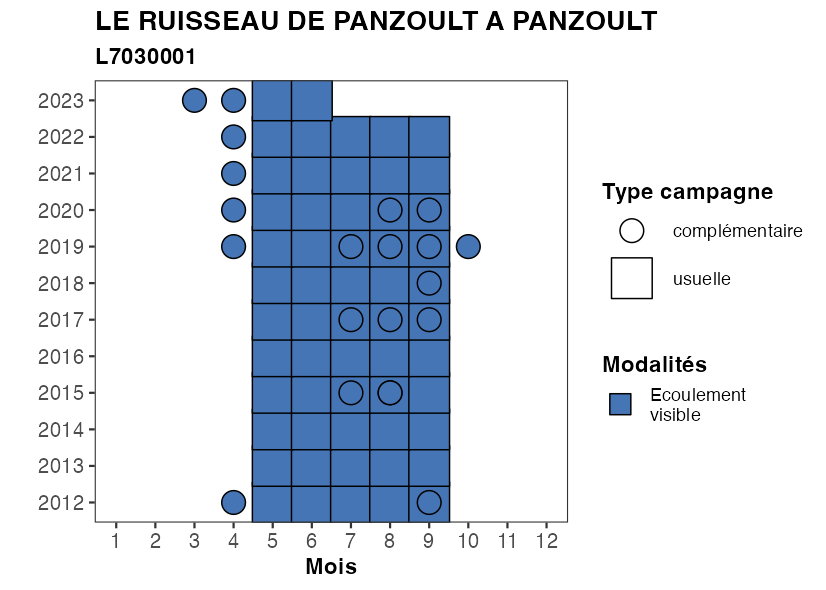 LE RUISSEAU DE PANZOULT A PANZOULT
L7030001
2023
2022
2021
2020
2019
2018
2017
2016
2015
2014
2013
2012
1 2 3 4 5 6 7 8 9 10 11 12
Mois
Type campagne
complémentaire
usuelle
Modalités
Ecoulement
visible